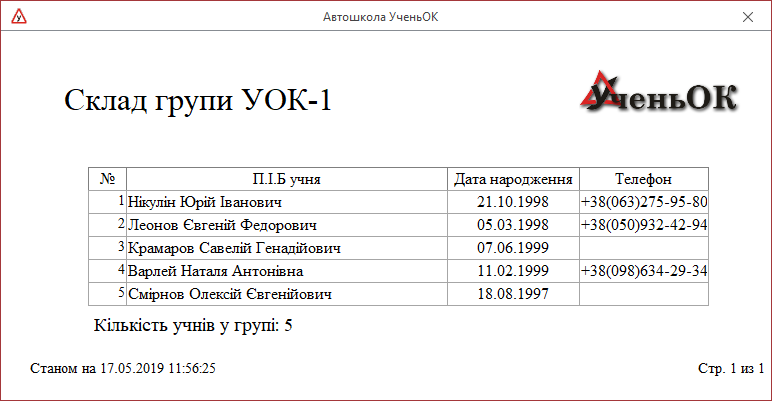 Автошкола УченьОК
Склад групи УОК-1
УченьОК
№ П.І.Б учня Дата народження Телефон
1 Нікулін Юрій Іванович 21.10.1998 +38(063)275-95-80
2 Леонов Євгеній Федорович 05.03.1998 +38(050)932-42-94
3 Крамаров Савелій Генадійович 07.06.1999
4 Варлей Наталя Антонівна 11.02.1999 +38(098)634-29-34
5 Смірнов Олексій Євгенійович 18.08.1997
Кількість учнів у групі: 5
Станом на 17.05.2019 11:56:25 Стр. 1 из 1